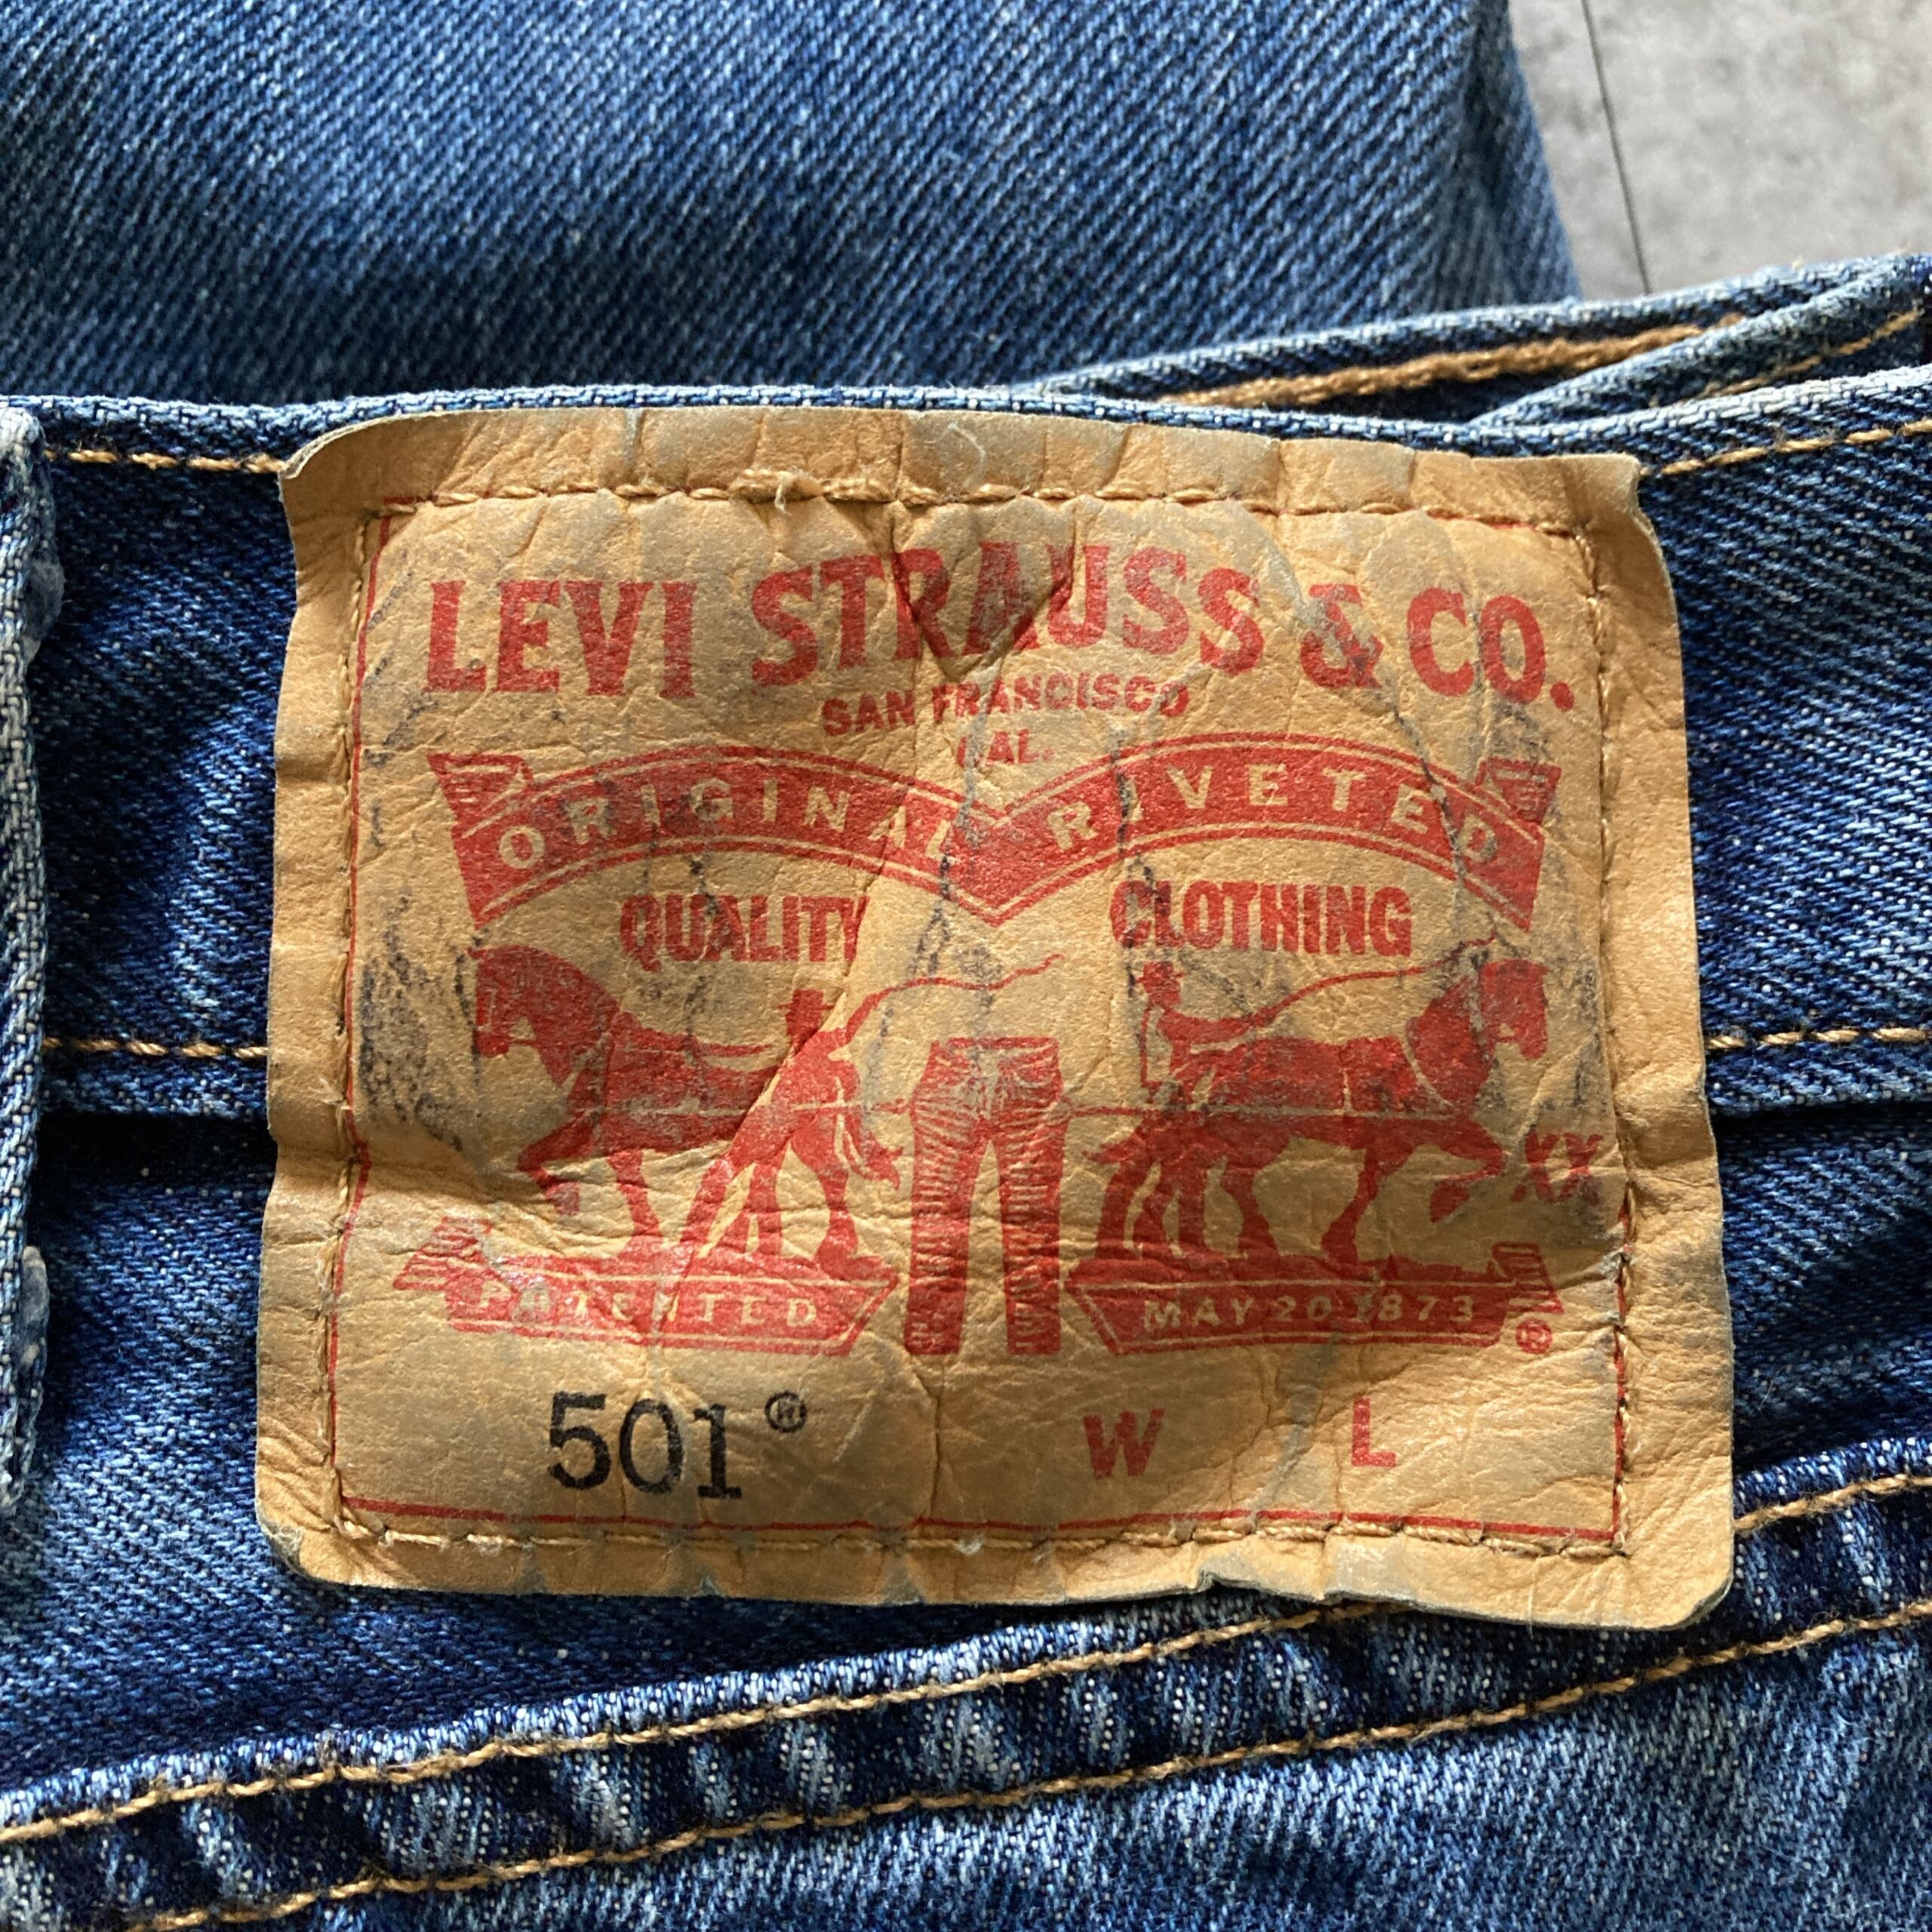 LEVI STRAUSS & CO.
SAN FRANCISCO
CAL.
ORIGINAL RIVETED
QUALITY CLOTHING
XX
PATENTED MAY 20 1873 ®
501® W L